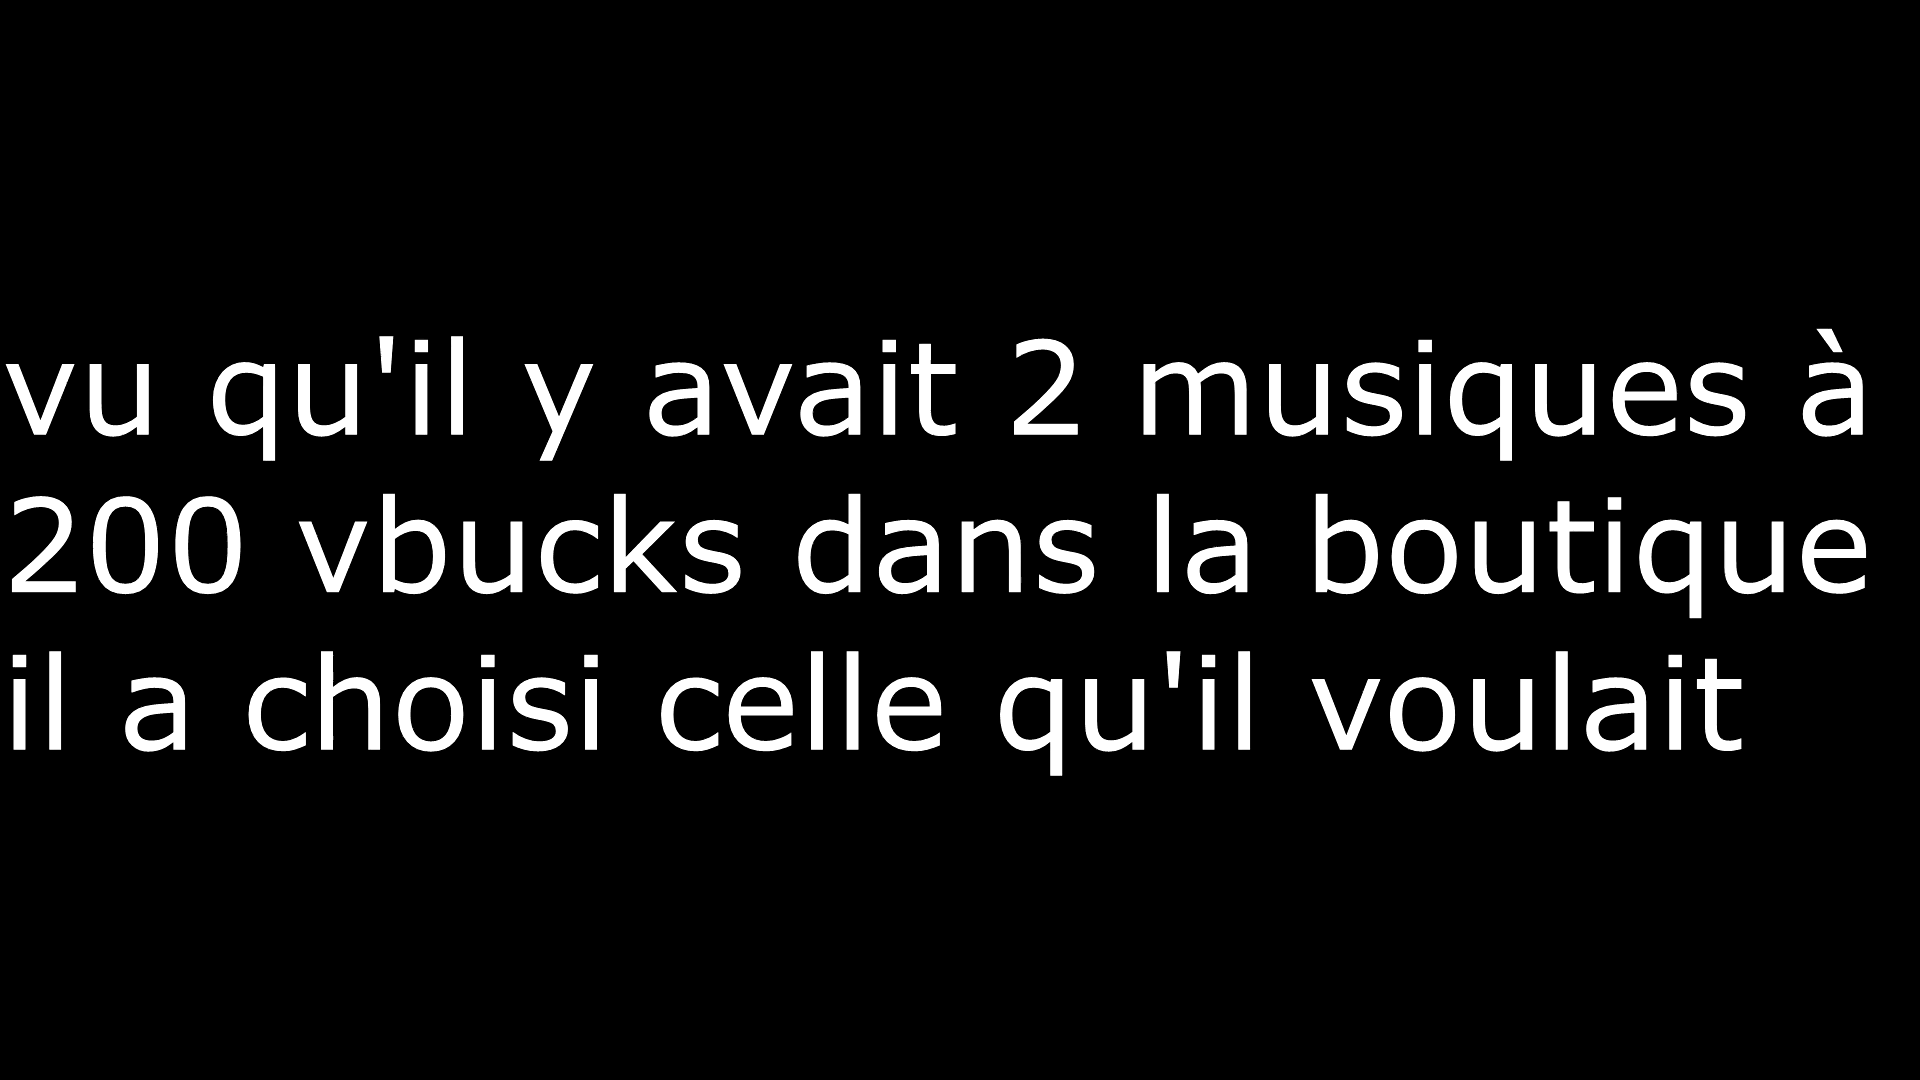 vu qu'il y avait 2 musiques à
200 vbucks dans la boutique
il a choisi celle qu'il voulait